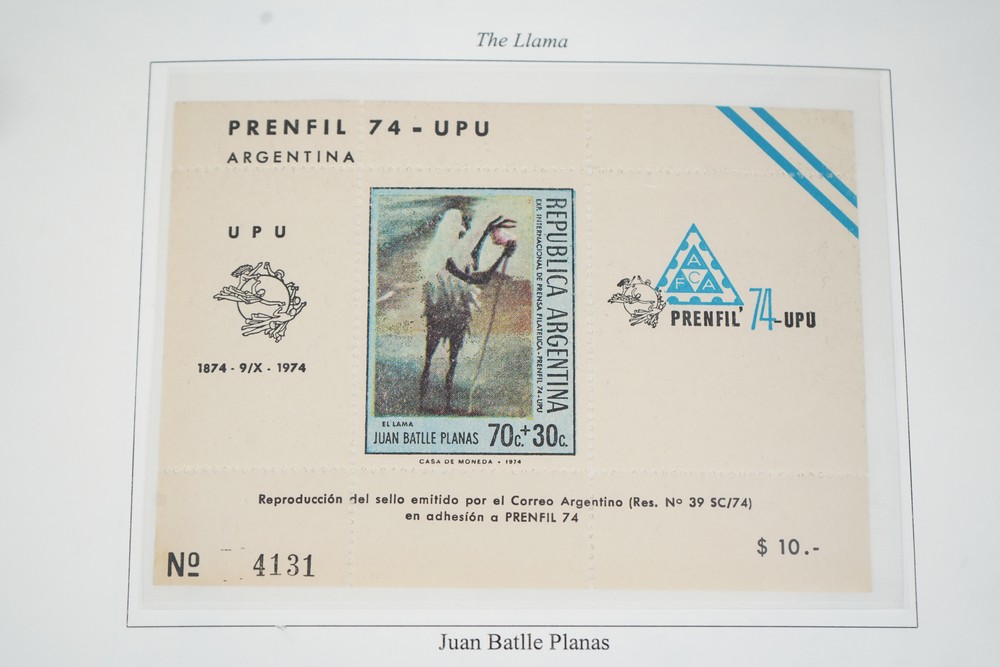 The Llama
PRENFIL 74 - UPU
ARGENTINA
UPU
1874 - 9/X - 1974
REPUBLICA ARGENTINA
EXP. INTERNACIONAL DE PRENSA FILATELICA - PRENFIL 74 - UPU
EL LAMA
JUAN BATLLE PLANAS 70c.+30c.
CASA DE MONEDA - 1974
A
F C A
PRENFIL' 74-UPU
Reproducción del sello emitido por el Correo Argentino (Res. Nº 39 SC/74)
en adhesión a PRENFIL 74
$ 10.-
Nº 4131
Juan Batlle Planas